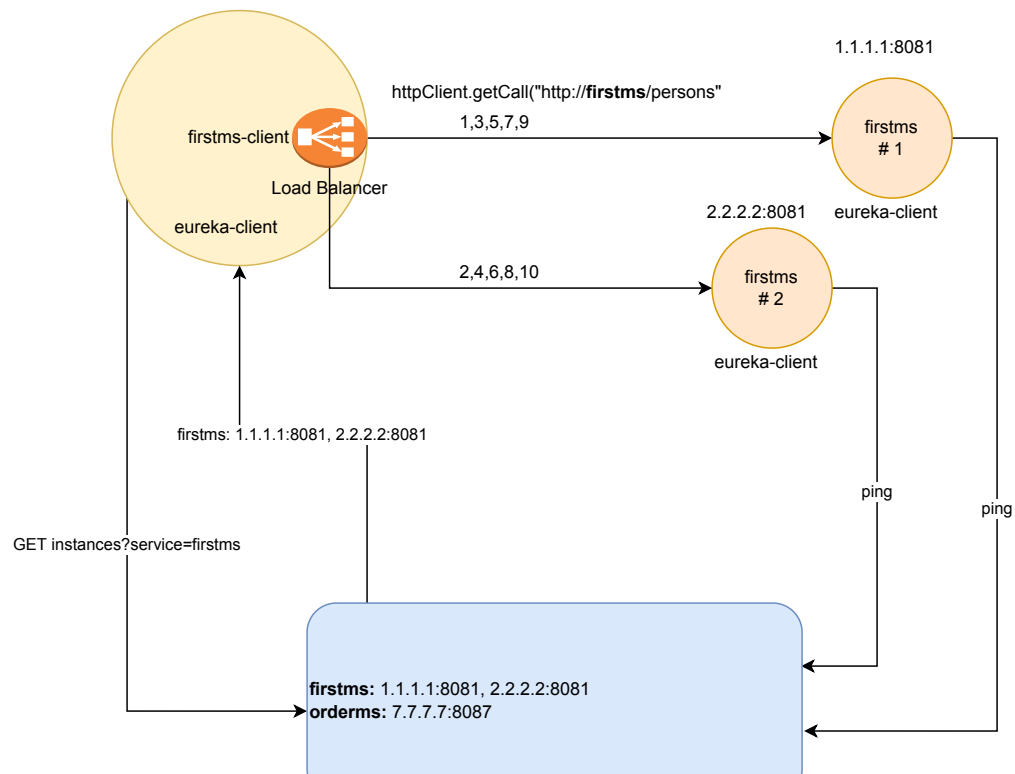 1.1.1.1:8081
httpClient.getCall("http://firstms/persons"
1,3,5,7,9
firstms
# 1
firstms-client
Load Balancer
eureka-client
eureka-client
2.2.2.2:8081
2,4,6,8,10
firstms
# 2
eureka-client
firstms: 1.1.1.1:8081, 2.2.2.2:8081
ping
ping
GET instances?service=firstms
firstms: 1.1.1.1:8081, 2.2.2.2:8081
orderms: 7.7.7.7:8087